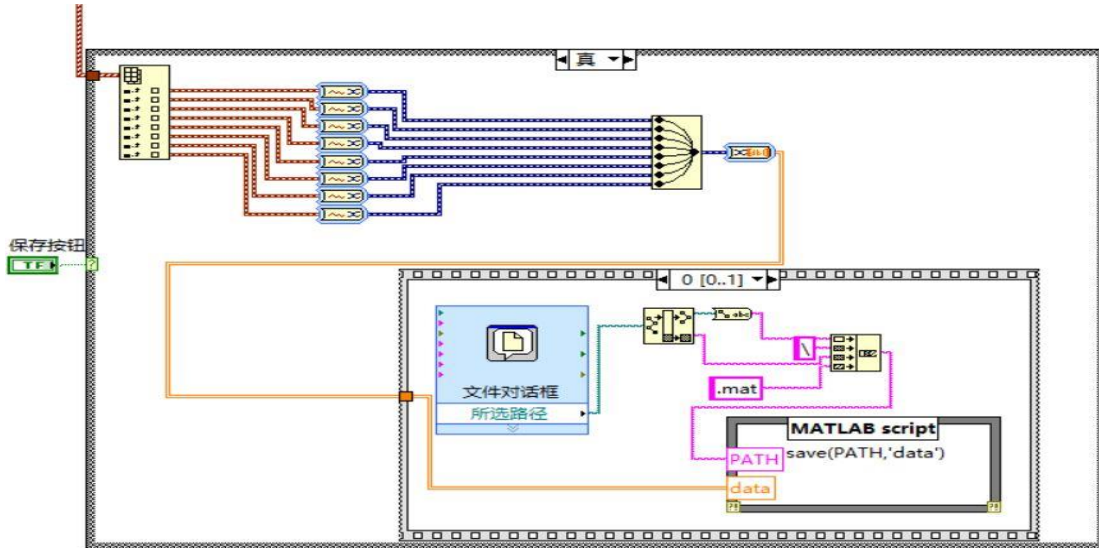 真
保存按钮
TF
0 [0..1]
abc
\
文件对话框
.mat
所选路径
MATLAB script
save(PATH,'data')
PATH
data